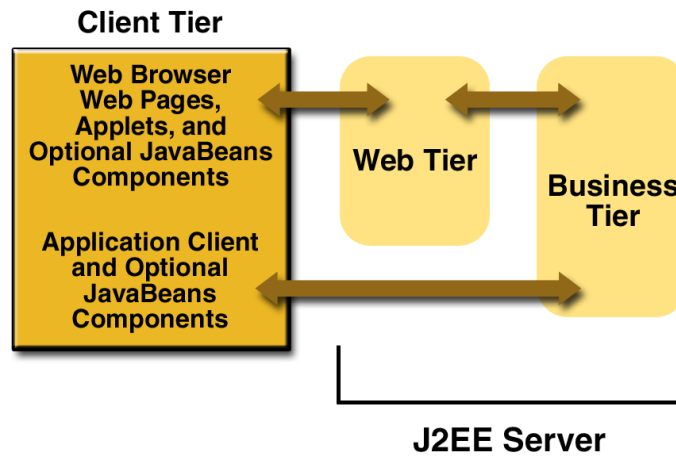 Client Tier
Web Browser
Web Pages,
Applets, and
Optional JavaBeans
Components
Application Client
and Optional
JavaBeans
Components
Web Tier
Business
Tier
J2EE Server